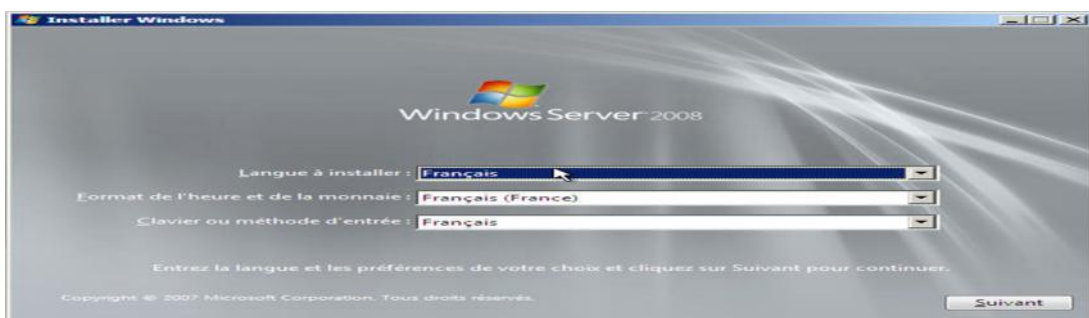 Installer Windows
Windows Server 2008
Langue à installer : Français
Format de l'heure et de la monnaie : Français (France)
Clavier ou méthode d'entrée : Français
Entrez la langue et les préférences de votre choix et cliquez sur Suivant pour continuer.
Copyright © 2007 Microsoft Corporation. Tous droits réservés.
Suivant